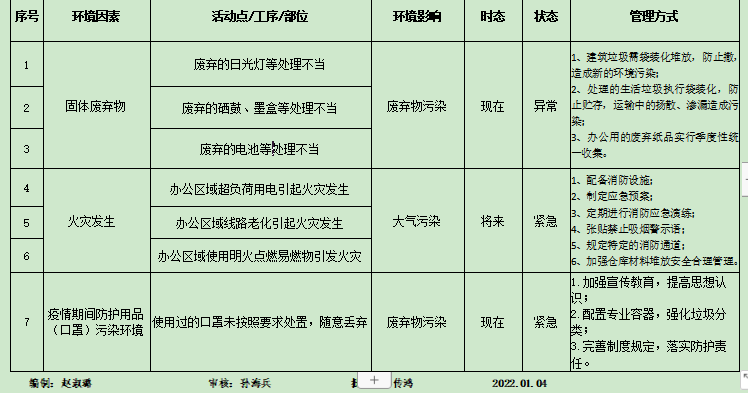 序号 环境因素 活动点/工序/部位 环境影响 时态 状态 管理方式
1 废弃的日光灯等处理不当
2 废弃的硒鼓、墨盒等处理不当
3 废弃的电池等处理不当
固体废弃物
废弃物污染 现在 异常
1、建筑垃圾需袋装化堆放，防止撒，
造成新的环境污染;
2、处理的生活垃圾执行袋装化，防
止贮存，运输中的扬散、渗漏造成污
染;
3、办公用的废弃纸品实行季度性统
一收集。
4 办公区域超负荷用电引起火灾发生
5 办公区域线路老化引起火灾发生
6 办公区域使用明火点燃易燃物引发火灾
火灾发生
大气污染 将来 紧急
1、配备消防设施;
2、制定应急预案;
3、定期进行消防应急演练;
4、张贴禁止吸烟警示语;
5、规定特定的消防通道;
6、加强仓库材料堆放安全合理管理。
7
疫情期间防护用品
（口罩）污染环境
使用过的口罩未按照要求处置，随意丢弃
废弃物污染 现在 紧急
1.加强宣传教育，提高思想认
识；
2.配置专业容器，强化垃圾分
类；
3.完善制度规定，落实防护责
任。
编制: 赵淑璐 审核: 孙海兵 传鸿 2022.01.04